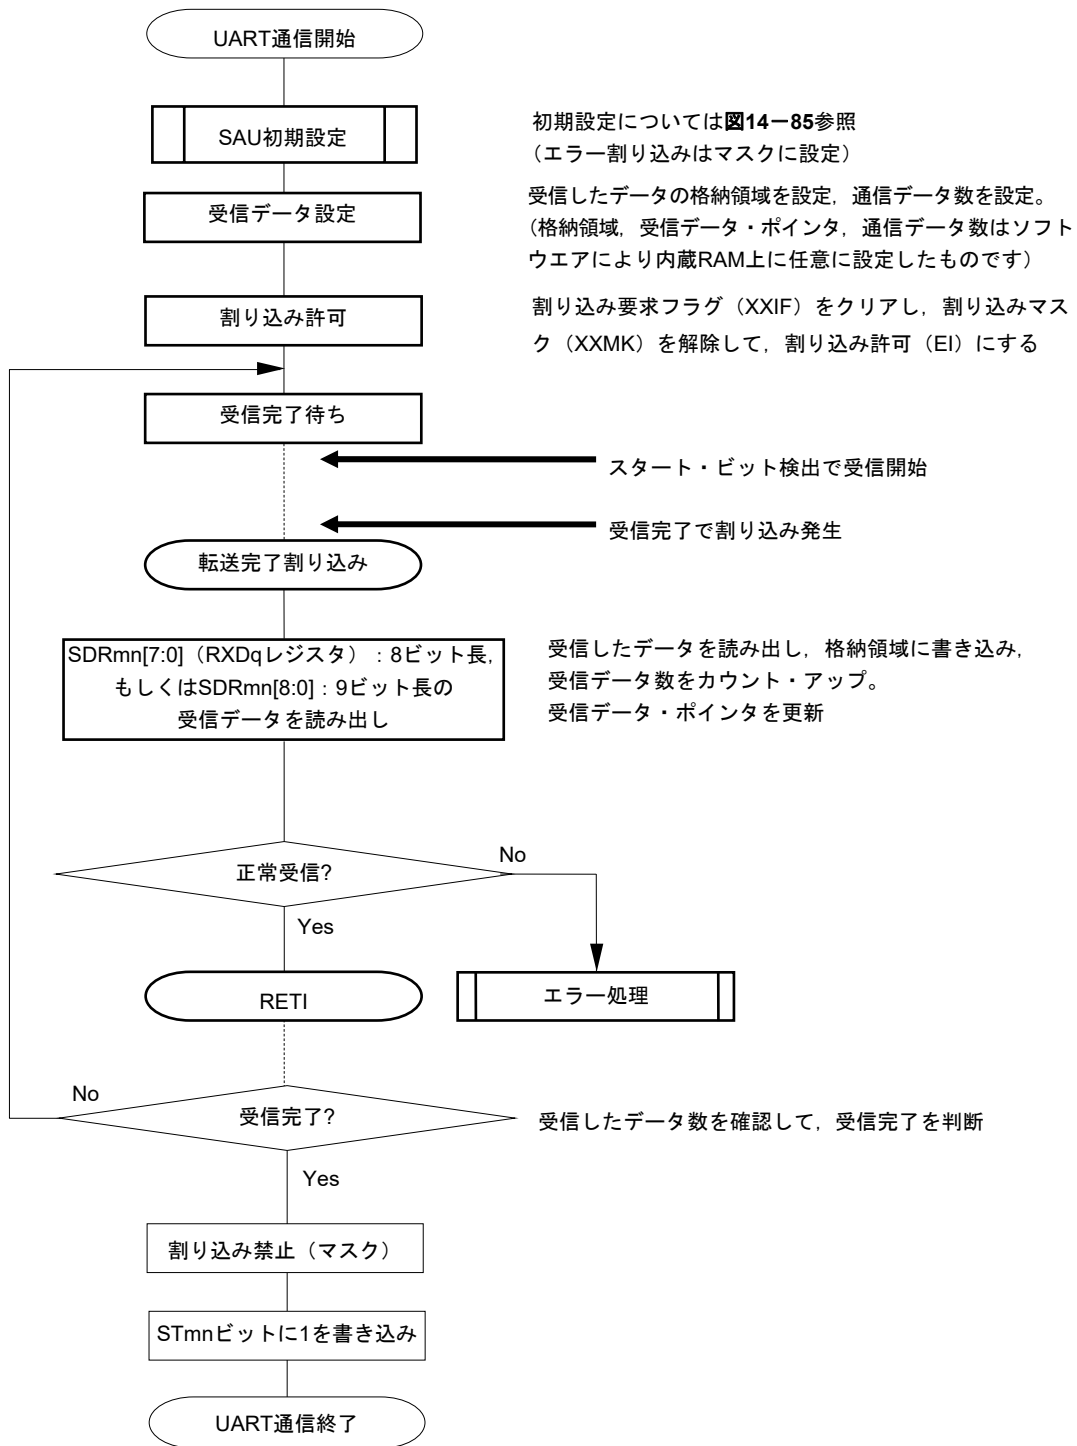 UART通信開始
SAU初期設定
初期設定については図14－85参照
（エラー割り込みはマスクに設定）
受信データ設定
受信したデータの格納領域を設定，通信データ数を設定。
（格納領域，受信データ・ポインタ，通信データ数はソフト
ウエアにより内蔵RAM上に任意に設定したものです）
割り込み許可
割り込み要求フラグ（XXIF）をクリアし，割り込みマス
ク（XXMK）を解除して，割り込み許可（EI）にする
受信完了待ち
スタート・ビット検出で受信開始
受信完了で割り込み発生
転送完了割り込み
SDRmn[7:0]（RXDqレジスタ）：8ビット長，
もしくはSDRmn[8:0]：9ビット長の
受信データを読み出し
受信したデータを読み出し，格納領域に書き込み，
受信データ数をカウント・アップ。
受信データ・ポインタを更新
正常受信?
No
Yes
RETI
エラー処理
No
受信完了?
受信したデータ数を確認して，受信完了を判断
Yes
割り込み禁止（マスク）
STmnビットに1を書き込み
UART通信終了